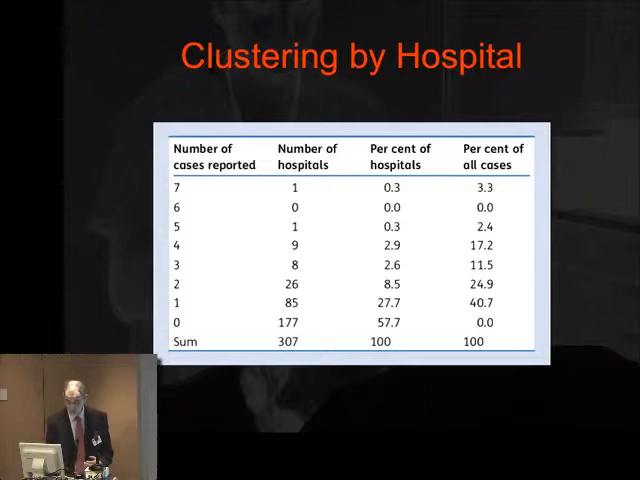 Clustering by Hospital
Number of cases reported Number of hospitals Per cent of hospitals Per cent of all cases
7 1 0.3 3.3
6 0 0.0 0.0
5 1 0.3 2.4
4 9 2.9 17.2
3 8 2.6 11.5
2 26 8.5 24.9
1 85 27.7 40.7
0 177 57.7 0.0
Sum 307 100 100